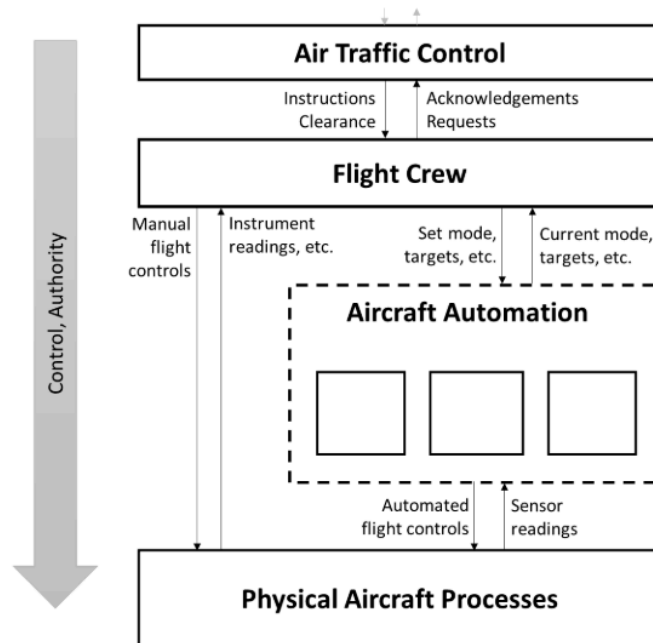 Air Traffic Control
Instructions
Clearance
Acknowledgements
Requests
Flight Crew
Manual
flight
controls
Instrument
readings, etc.
Set mode,
targets, etc.
Current mode,
targets, etc.
Control, Authority
Aircraft Automation
Automated
flight controls
Sensor
readings
Physical Aircraft Processes